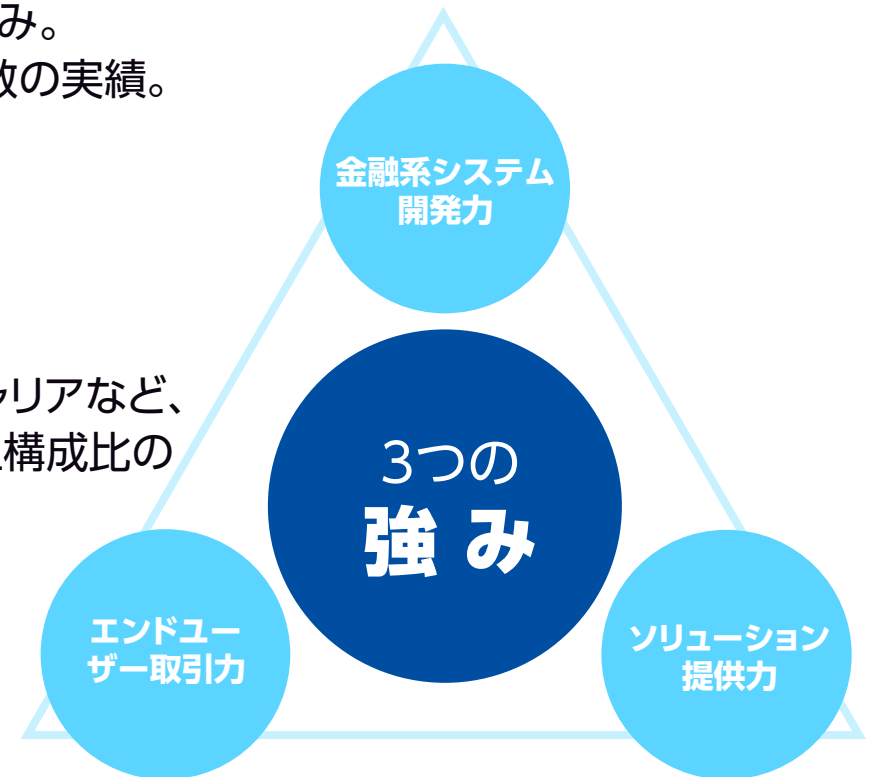 み。
数の実績。
金融系システム
開発力
ャリアなど、
構成比の
3つの
強み
エンドユー
ザー取引力
ソリューション
提供力